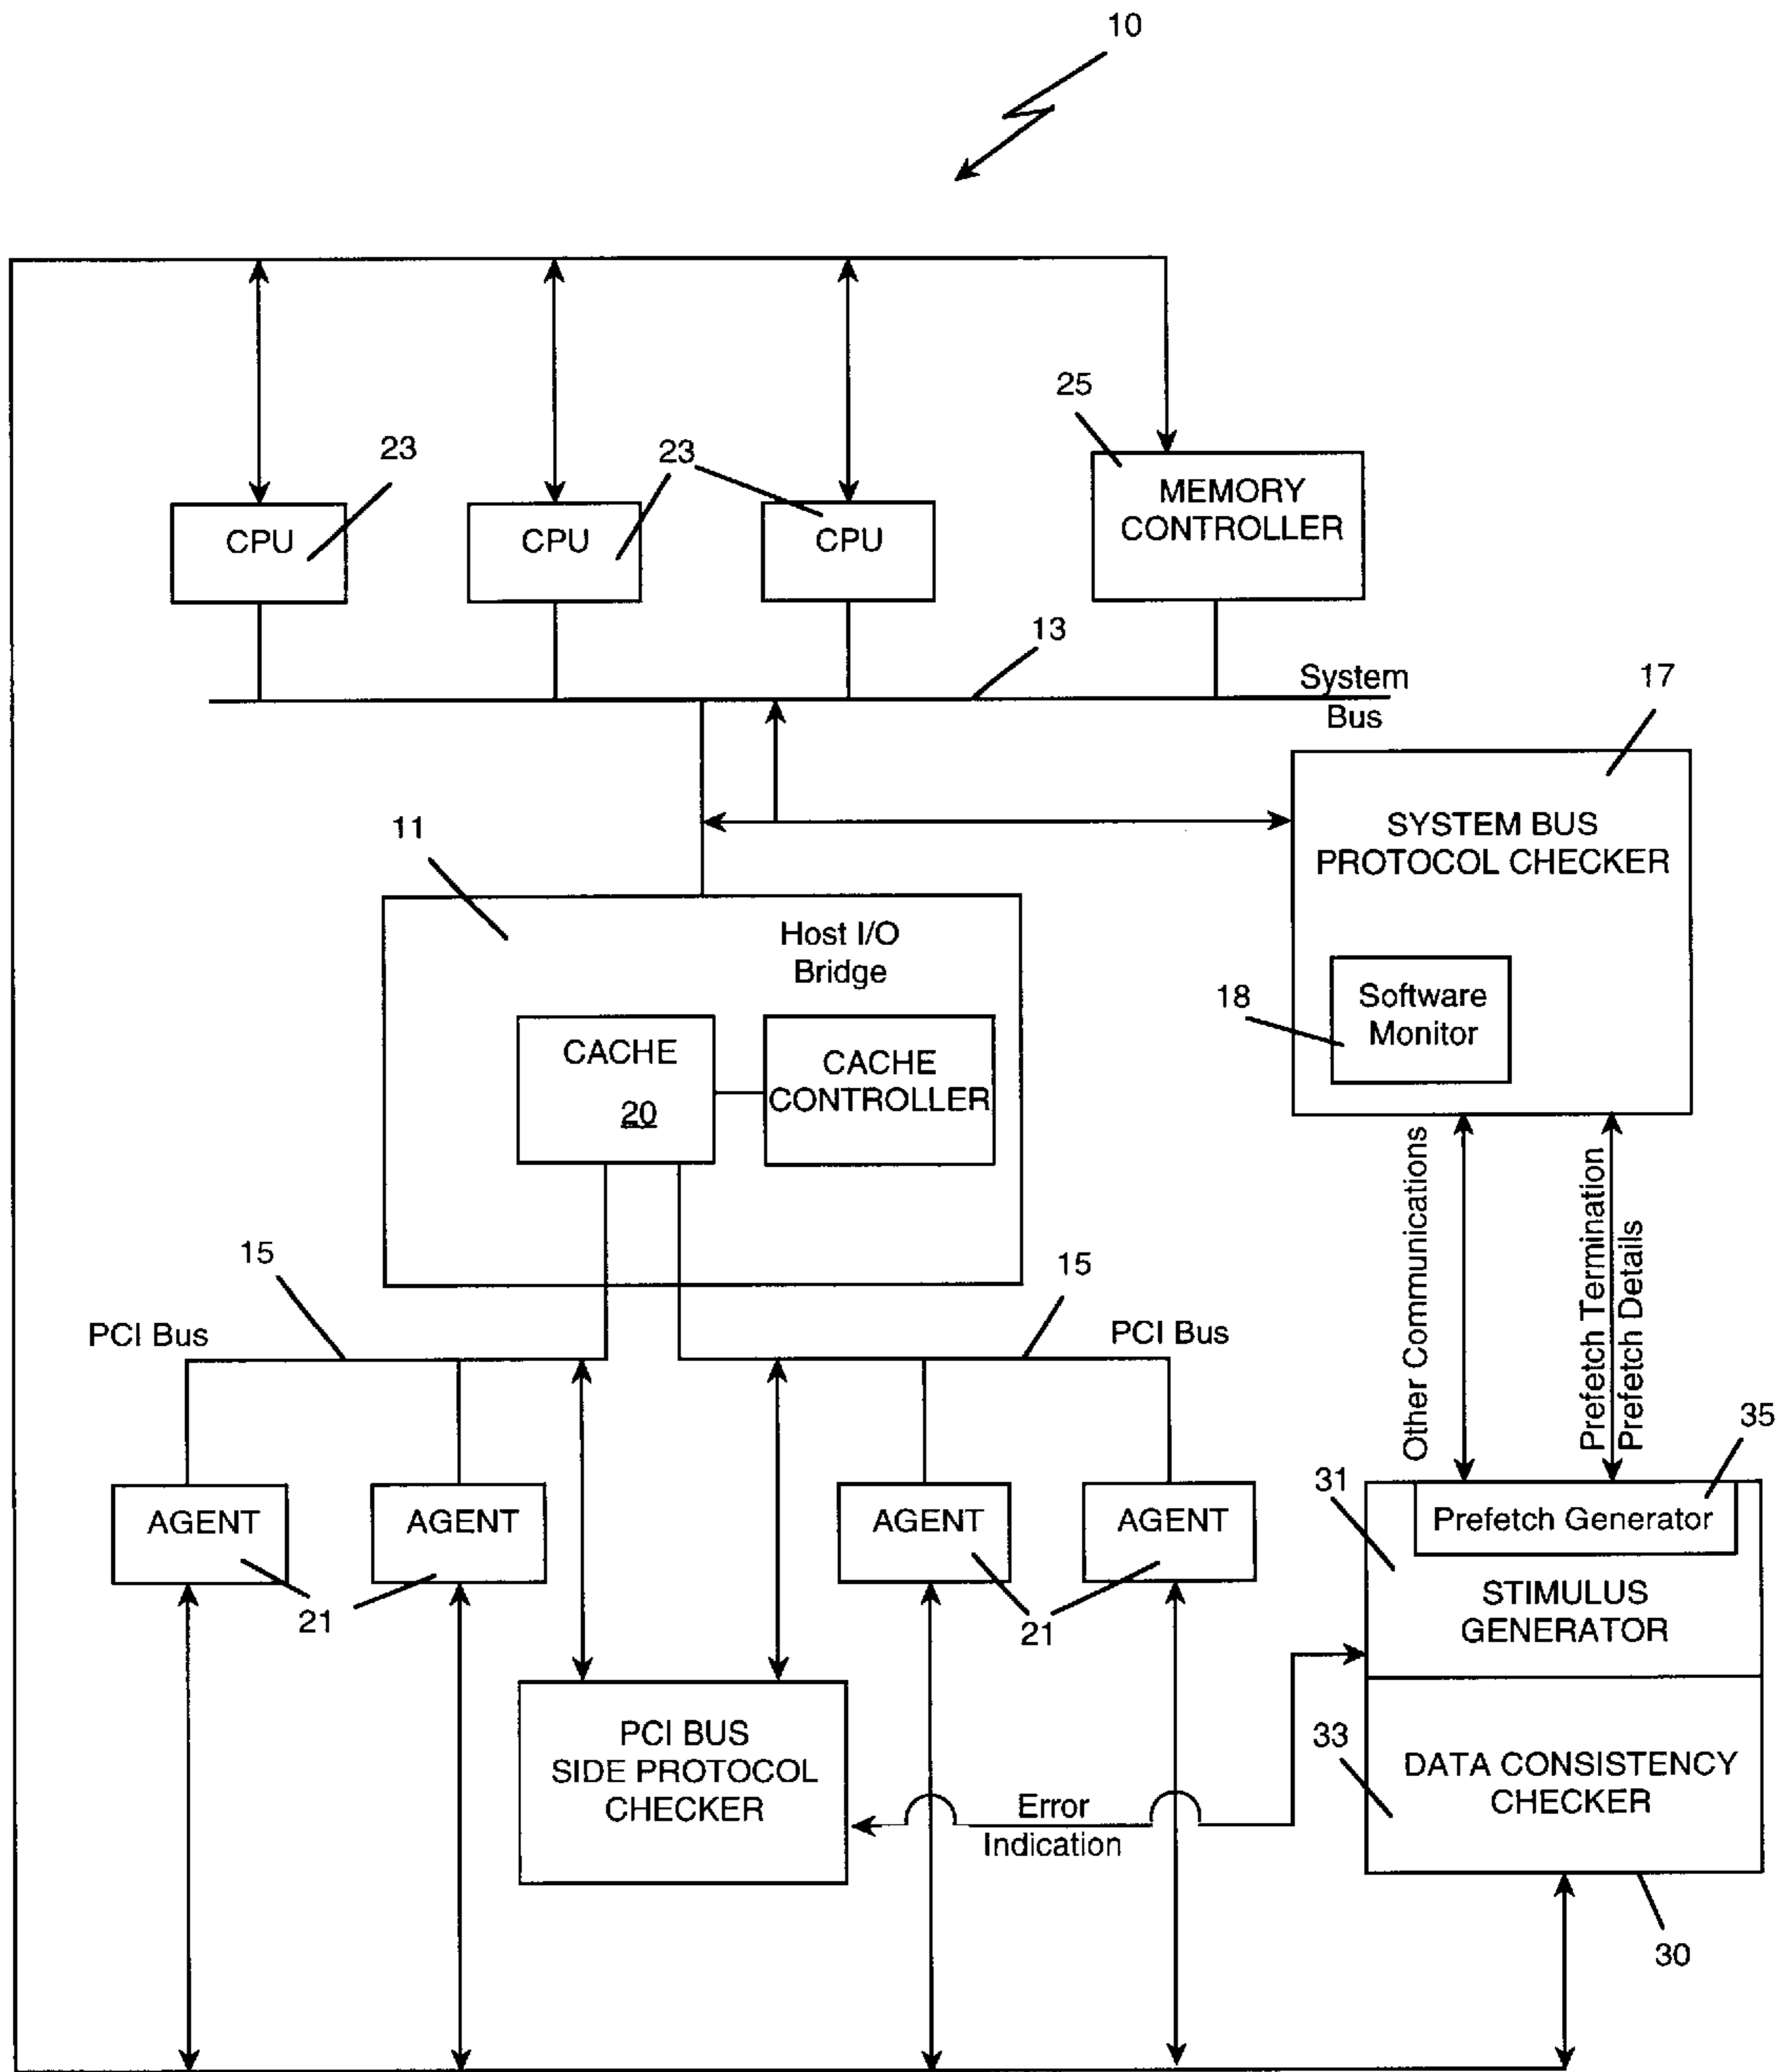 10
25
23
23
MEMORY
CONTROLLER
CPU
CPU
CPU
13
System
Bus
17
11
SYSTEM BUS
PROTOCOL CHECKER
Host I/O
Bridge
18
Software
Monitor
CACHE
20
CACHE
CONTROLLER
Other Communications
Prefetch Termination
Prefetch Details
15
15
PCI Bus
PCI Bus
35
31
Prefetch Generator
AGENT
AGENT
AGENT
AGENT
21
21
STIMULUS
GENERATOR
33
PCI BUS
SIDE PROTOCOL
CHECKER
DATA CONSISTENCY
CHECKER
Error
Indication
30